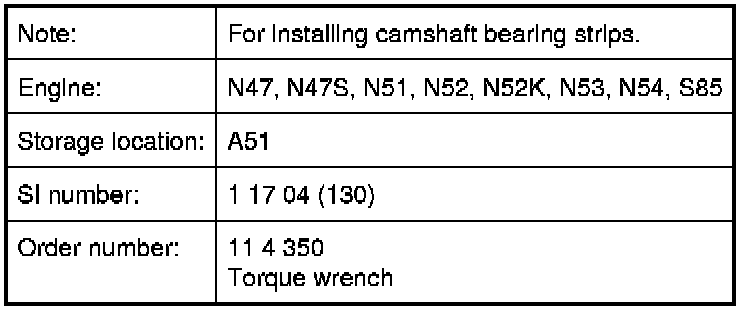 Note: For installing camshaft bearing strips.
Engine: N47, N47S, N51, N52, N52K, N53, N54, S85
Storage location: A51
SI number: 1 17 04 (130)
Order number: 11 4 350
Torque wrench